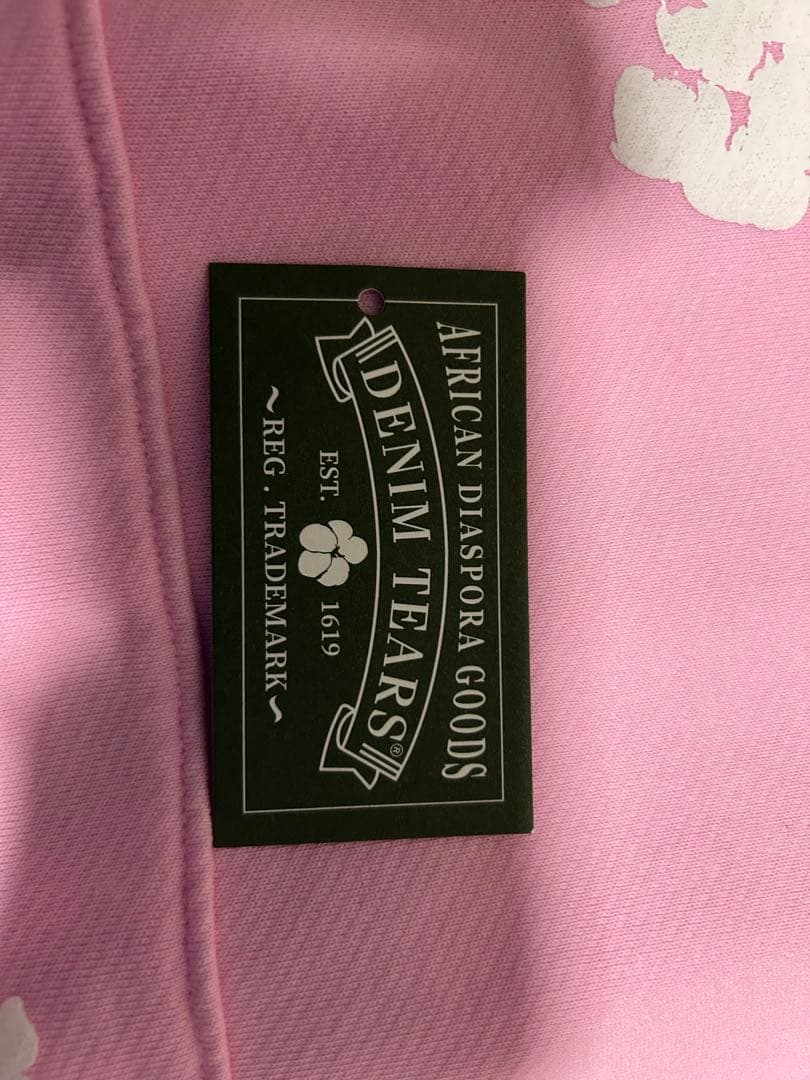 AFRICAN DIASPORA GOODS
DENIM TEARS®
EST. 1619
~REG. TRADEMARK~